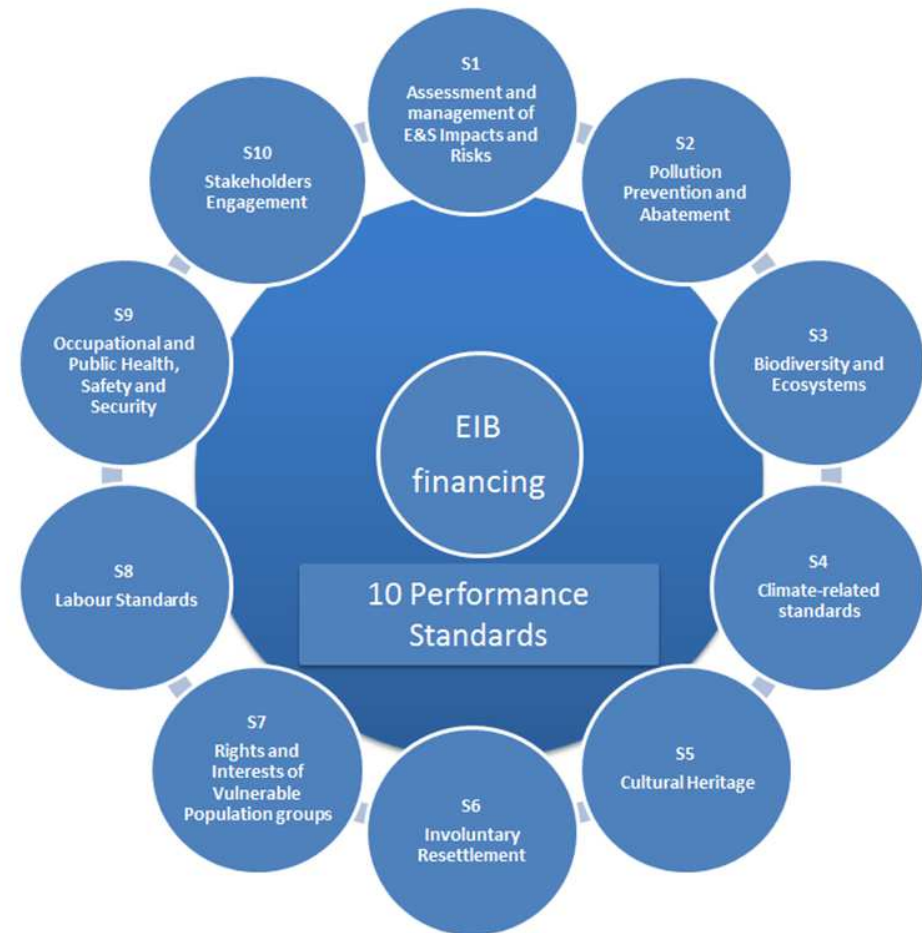 S1
Assessment and
management of
E&S Impacts and
Risks
S2
Pollution
Prevention and
Abatement
S3
Biodiversity and
Ecosystems
S4
Climate-related
standards
S5
Cultural Heritage
S6
Involuntary
Resettlement
S7
Rights and
Interests of
Vulnerable
Population groups
S8
Labour Standards
S9
Occupational and
Public Health,
Safety and
Security
S10
Stakeholders
Engagement
EIB
financing
10 Performance
Standards